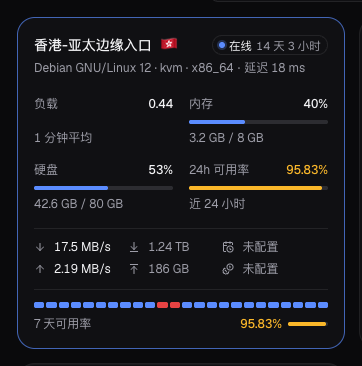 香港-亚太边缘入口 🇭🇰 在线 14 天 3 小时
Debian GNU/Linux 12 · kvm · x86_64 · 延迟 18 ms
负载 0.44 内存 40%
1 分钟平均 3.2 GB / 8 GB
硬盘 53% 24h 可用率 95.83%
42.6 GB / 80 GB 近 24 小时
17.5 MB/s 1.24 TB 未配置
2.19 MB/s 186 GB 未配置
7 天可用率 95.83%